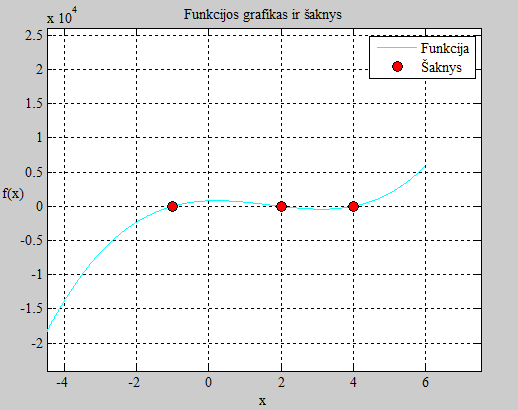 Funkcijos grafikas ir šaknys
x 10^4
2.5
2
1.5
1
0.5
0
-0.5
-1
-1.5
-2
f(x)
Funkcija
Šaknys
-4 -2 0 2 4 6
x